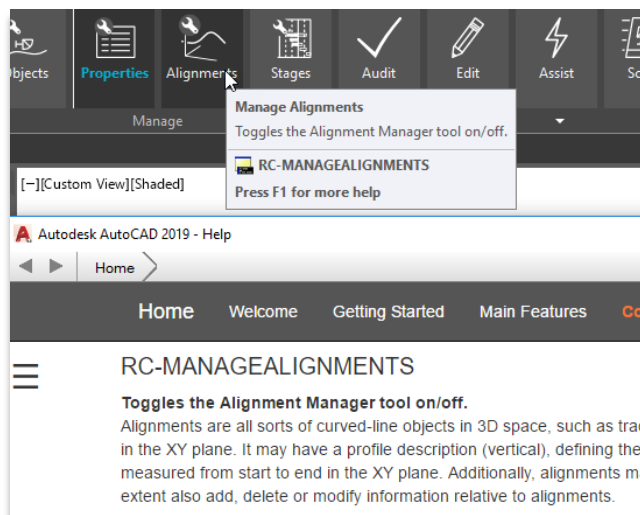 bjects Properties Alignments Stages Audit Edit Assist Sc
Manage
Manage Alignments
Toggles the Alignment Manager tool on/off.
RC-MANAGEALIGNMENTS
Press F1 for more help
[−][Custom View][Shaded]
Autodesk AutoCAD 2019 - Help
Home
Home Welcome Getting Started Main Features Co
RC-MANAGEALIGNMENTS
Toggles the Alignment Manager tool on/off.
Alignments are all sorts of curved-line objects in 3D space, such as tra
in the XY plane. It may have a profile description (vertical), defining the
measured from start to end in the XY plane. Additionally, alignments m
extent also add, delete or modify information relative to alignments.